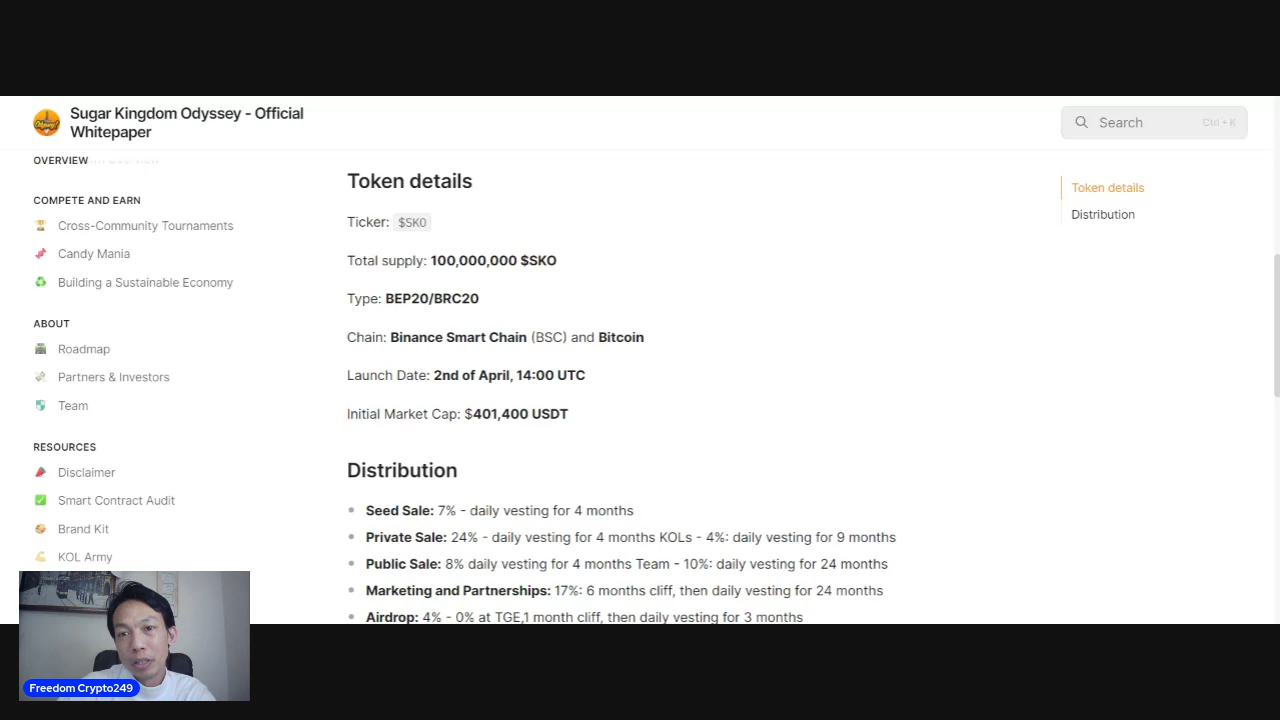 Sugar Kingdom Odyssey - Official
Whitepaper
Search
Ctrl + K
OVERVIEW
COMPETE AND EARN
Cross-Community Tournaments
Candy Mania
Building a Sustainable Economy
ABOUT
Roadmap
Partners & Investors
Team
RESOURCES
Disclaimer
Smart Contract Audit
Brand Kit
KOL Army
Token details
Ticker: $SKO
Total supply: 100,000,000 $SKO
Type: BEP20/BRC20
Chain: Binance Smart Chain (BSC) and Bitcoin
Launch Date: 2nd of April, 14:00 UTC
Initial Market Cap: $401,400 USDT
Distribution
Seed Sale: 7% - daily vesting for 4 months
Private Sale: 24% - daily vesting for 4 months KOLs - 4%: daily vesting for 9 months
Public Sale: 8% daily vesting for 4 months Team - 10%: daily vesting for 24 months
Marketing and Partnerships: 17%: 6 months cliff, then daily vesting for 24 months
Airdrop: 4% - 0% at TGE,1 month cliff, then daily vesting for 3 months
Token details
Distribution
Freedom Crypto249